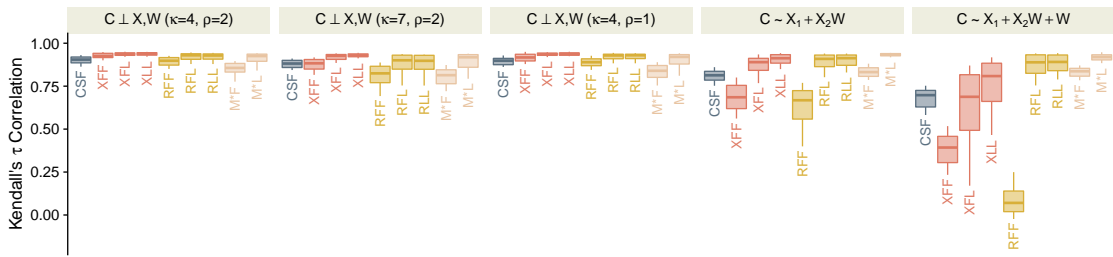 C ⊥ X,W (κ=4, ρ=2)
C ⊥ X,W (κ=7, ρ=2)
C ⊥ X,W (κ=4, ρ=1)
C ~ X₁ + X₂W
C ~ X₁ + X₂W + W
Kendall's τ Correlation
1.00
0.75
0.50
0.25
0.00
CSF
XFF
XFL
XLL
RFF
RFL
RLL
M*F
M*L
CSF
XFF
XFL
XLL
RFF
RFL
RLL
M*F
M*L
CSF
XFF
XFL
XLL
RFF
RFL
RLL
M*F
M*L
CSF
XFF
XFL
XLL
RFF
RFL
RLL
M*F
M*L
CSF
XFF
XFL
XLL
RFF
RFL
RLL
M*F
M*L